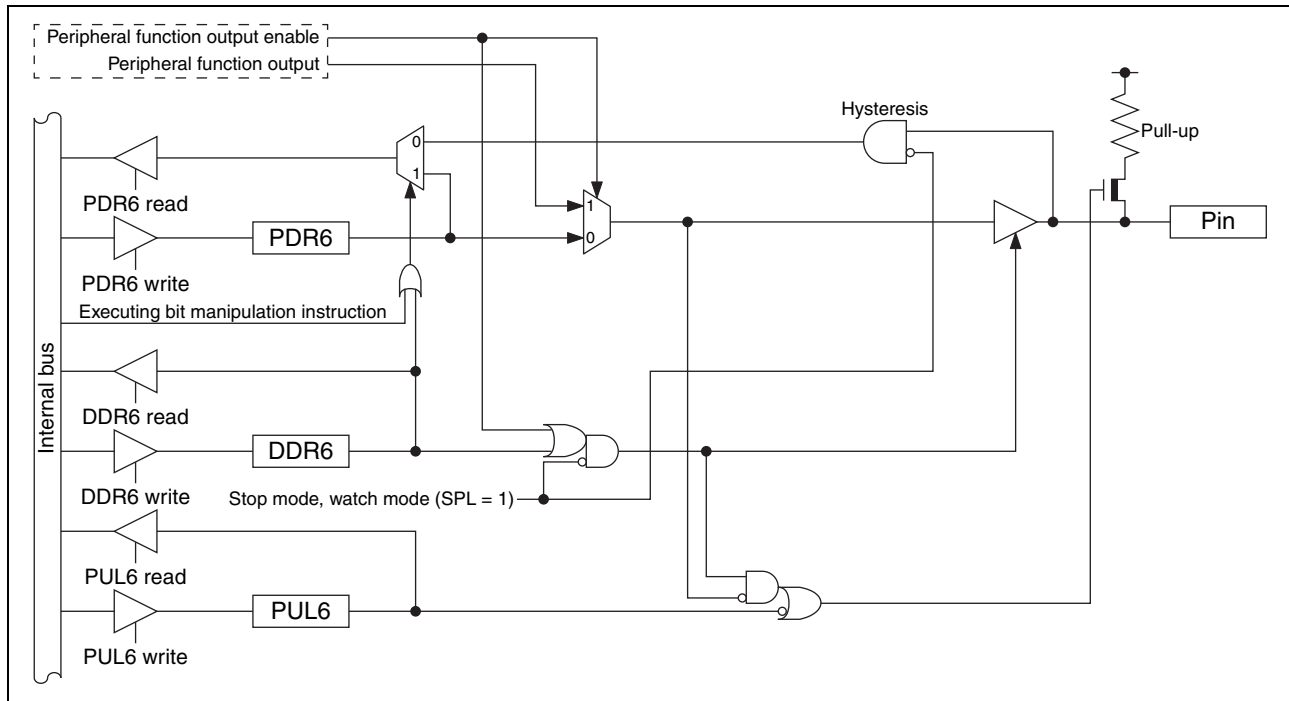 Peripheral function output enable
Peripheral function output
Hysteresis
Pull-up
0
1
PDR6 read
1
PDR6
0
Pin
PDR6 write
Executing bit manipulation instruction
Internal bus
DDR6 read
DDR6
DDR6 write
Stop mode, watch mode (SPL = 1)
PUL6 read
PUL6
PUL6 write